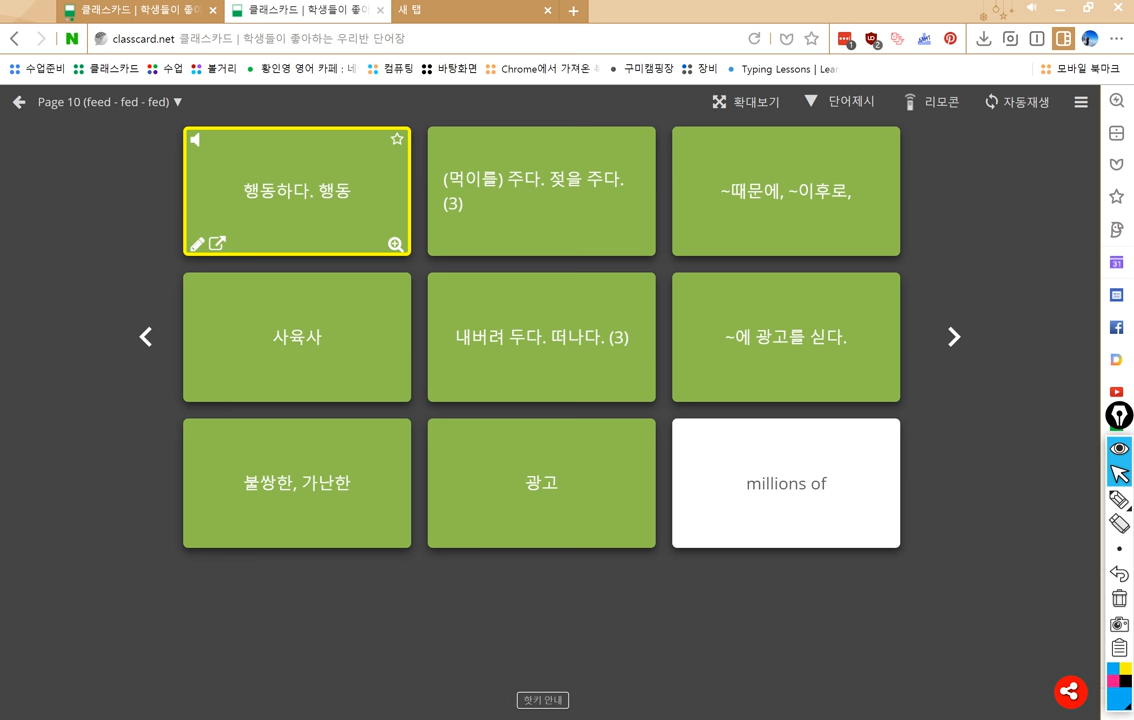 클래스카드 | 학생들이 좋아
클래스카드 | 학생들이 좋아
새 탭
classcard.net 클래스카드 | 학생들이 좋아하는 우리반 단어장
1
2
수업준비
클래스카드
수업
볼거리
황인영 영어 카페 : 네
컴퓨팅
바탕화면
Chrome에서 가져온
구미캠핑장
장비
Typing Lessons | Lear
모바일 북마크
Page 10 (feed - fed - fed) ▼
확대보기
단어제시
리모콘
자동재생
행동하다. 행동
(먹이를) 주다. 젖을 주다.
(3)
~때문에, ~이후로,
사육사
내버려 두다. 떠나다. (3)
~에 광고를 싣다.
불쌍한, 가난한
광고
millions of
핫키 안내
31